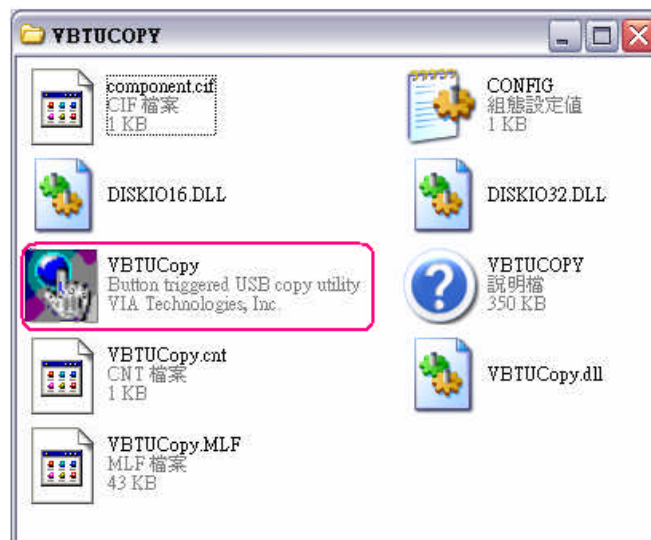 VBTUCOPY
component.cif
CIF 檔案
1 KB
CONFIG
組態設定值
1 KB
DISKIO16.DLL
DISKIO32.DLL
VBTUCopy
Button triggered USB copy utility
VIA Technologies, Inc.
VBTUCOPY
說明檔
350 KB
VBTUCopy.cnt
CNT 檔案
1 KB
VBTUCopy.dll
VBTUCopy.MLF
MLF 檔案
43 KB